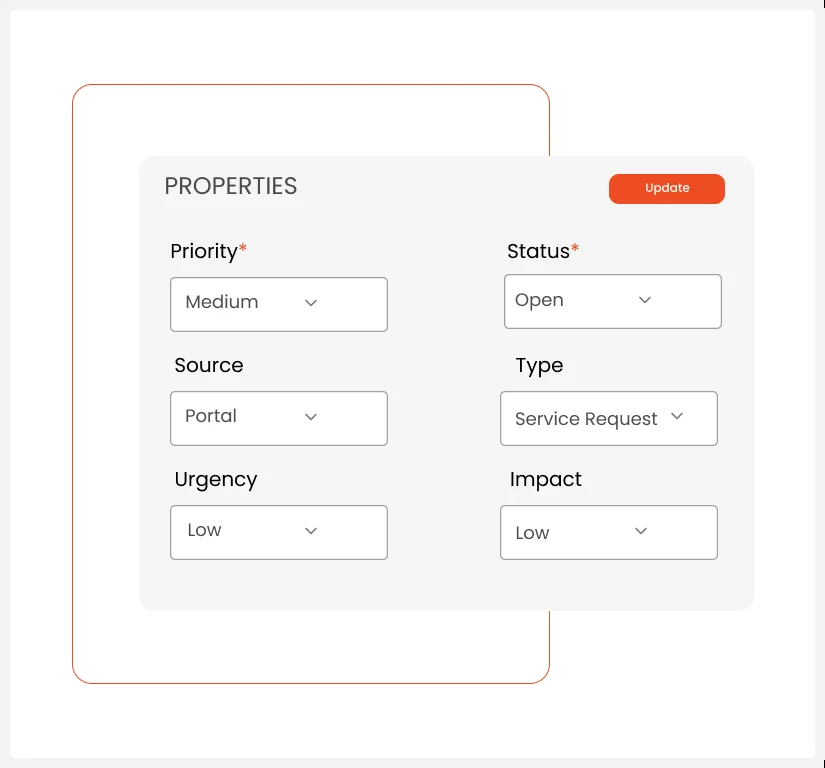 PROPERTIES
Update
Priority*
Status*
Medium
Open
Source
Type
Portal
Service Request
Urgency
Impact
Low
Low